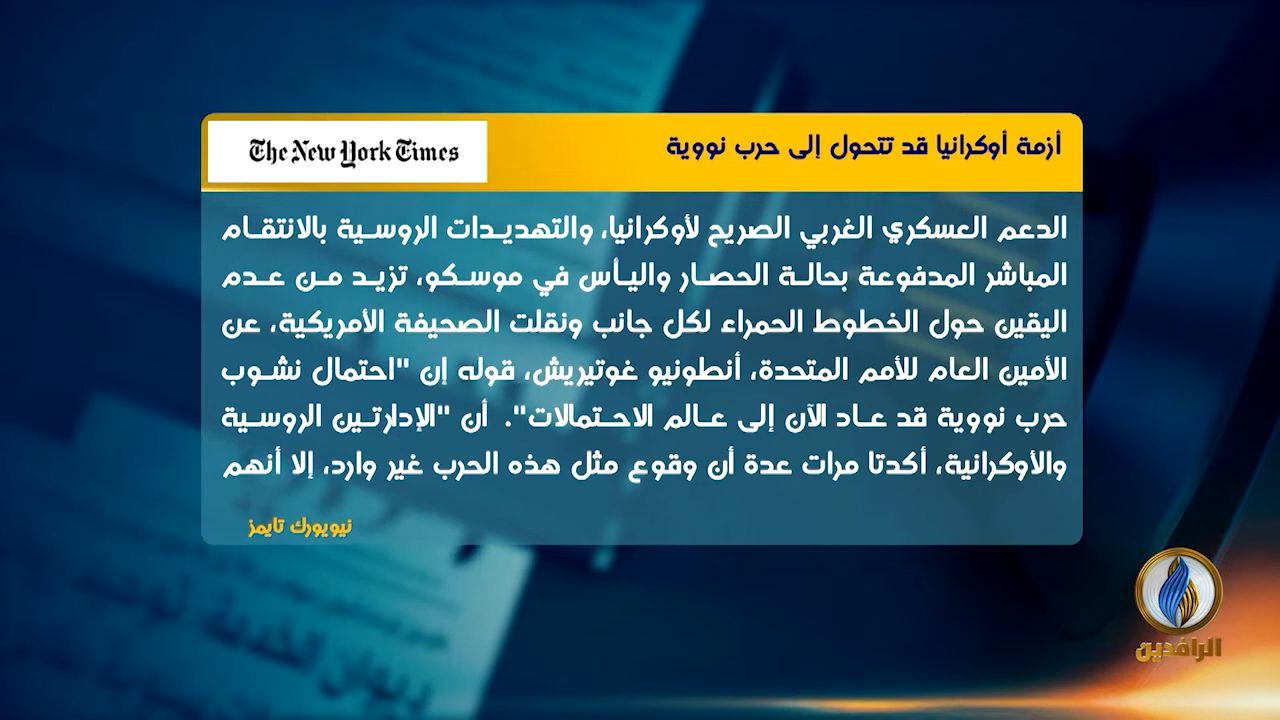 أزمة أوكرانيا قد تتحول إلى حرب نووية
The New York Times
الدعم العسكري الغربي الصريح لأوكرانيا، والتهديدات الروسية بالانتقام
المباشر المدفوعة بحالة الحصار واليأس في موسكو، تزيد من عدم
اليقين حول الخطوط الحمراء لكل جانب ونقلت الصحيفة الأمريكية، عن
الأمين العام للأمم المتحدة، أنطونيو غوتيريش، قوله إن "احتمال نشوب
حرب نووية قد عاد الآن إلى عالم الاحتمالات". أن "الإدارتين الروسية
والأوكرانية، أكدتا مرات عدة أن وقوع مثل هذه الحرب غير وارد، إلا أنهم
نيويورك تايمز
الرافدين